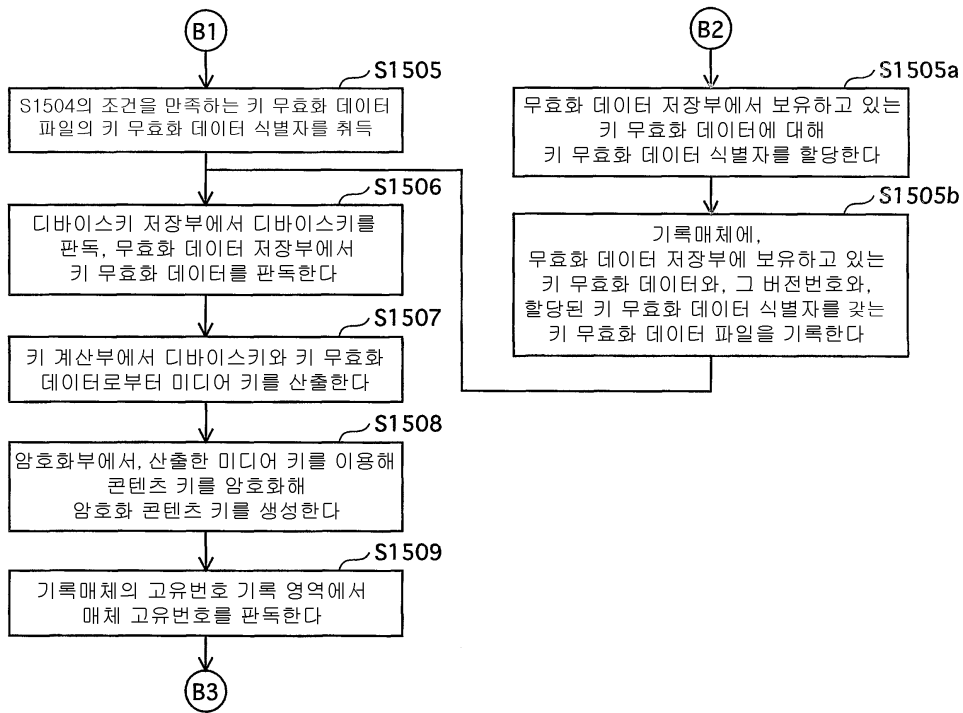 B1
S1505
S1504의 조건을 만족하는 키 무효화 데이터
파일의 키 무효화 데이터 식별자를 취득
S1506
디바이스키 저장부에서 디바이스키를
판독, 무효화 데이터 저장부에서
키 무효화 데이터를 판독한다
S1507
키 계산부에서 디바이스키와 키 무효화
데이터로부터 미디어 키를 산출한다
S1508
암호화부에서, 산출한 미디어 키를 이용해
콘텐츠 키를 암호화해
암호화 콘텐츠 키를 생성한다
S1509
기록매체의 고유번호 기록 영역에서
매체 고유번호를 판독한다
B3
B2
S1505a
무효화 데이터 저장부에서 보유하고 있는
키 무효화 데이터에 대해
키 무효화 데이터 식별자를 할당한다
S1505b
기록매체에,
무효화 데이터 저장부에 보유하고 있는
키 무효화 데이터와, 그 버전번호와,
할당된 키 무효화 데이터 식별자를 갖는
키 무효화 데이터 파일을 기록한다